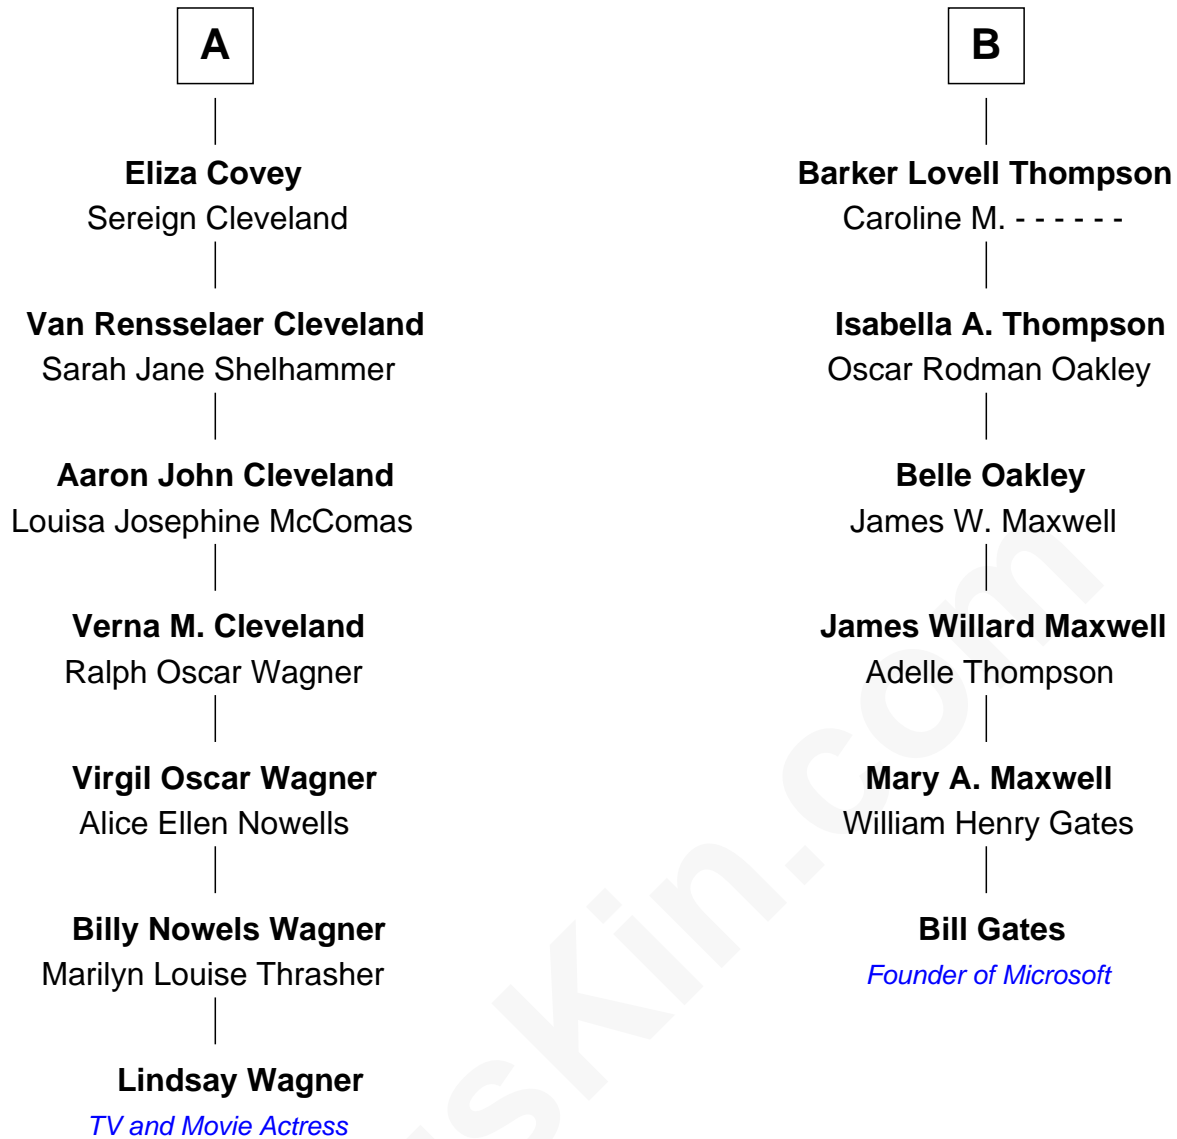 A
Eliza Covey
Sereign Cleveland
Van Rensselaer Cleveland
Sarah Jane Shelhammer
Aaron John Cleveland
Louisa Josephine McComas
Verna M. Cleveland
Ralph Oscar Wagner
Virgil Oscar Wagner
Alice Ellen Nowells
Billy Nowels Wagner
Marilyn Louise Thrasher
Lindsay Wagner
TV and Movie Actress
B
Barker Lovell Thompson
Caroline M. - - - - - -
Isabella A. Thompson
Oscar Rodman Oakley
Belle Oakley
James W. Maxwell
James Willard Maxwell
Adelle Thompson
Mary A. Maxwell
William Henry Gates
Bill Gates
Founder of Microsoft
usKin.com